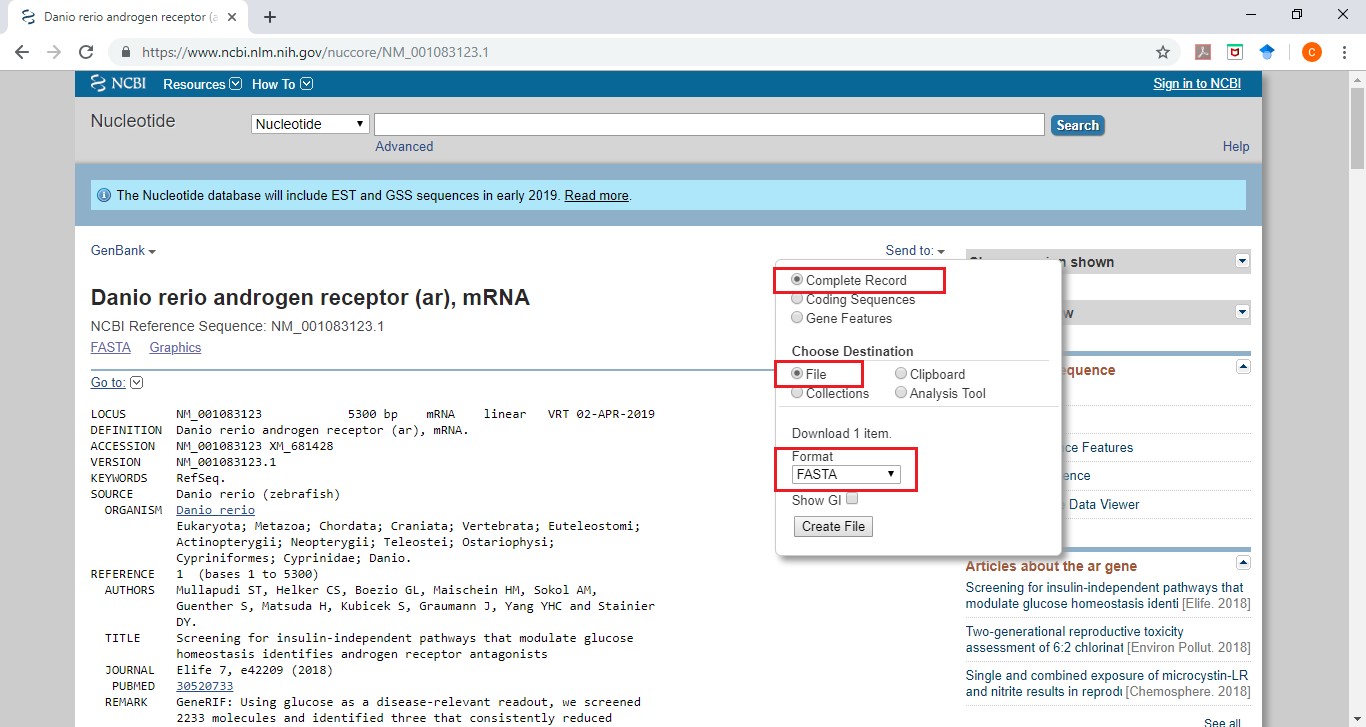 Danio rerio androgen receptor (a
https://www.ncbi.nlm.nih.gov/nuccore/NM_001083123.1
C
NCBI Resources How To Sign in to NCBI
Nucleotide Nucleotide Search
Advanced Help
The Nucleotide database will include EST and GSS sequences in early 2019. Read more.
GenBank
Danio rerio androgen receptor (ar), mRNA
NCBI Reference Sequence: NM_001083123.1
FASTA Graphics
Go to:
LOCUS NM_001083123 5300 bp mRNA linear VRT 02-APR-2019
DEFINITION Danio rerio androgen receptor (ar), mRNA.
ACCESSION NM_001083123 XM_681428
VERSION NM_001083123.1
KEYWORDS RefSeq.
SOURCE Danio rerio (zebrafish)
ORGANISM Danio rerio
Eukaryota; Metazoa; Chordata; Craniata; Vertebrata; Euteleostomi;
Actinopterygii; Neopterygii; Teleostei; Ostariophysi;
Cypriniformes; Cyprinidae; Danio.
REFERENCE 1 (bases 1 to 5300)
AUTHORS Mullapudi ST, Helker CS, Boezio GL, Maischein HM, Sokol AM,
Guenther S, Matsuda H, Kubicek S, Graumann J, Yang YHC and Stainier
DY.
TITLE Screening for insulin-independent pathways that modulate glucose
homeostasis identifies androgen receptor antagonists
JOURNAL Elife 7, e42209 (2018)
PUBMED 30520733
REMARK GeneRIF: Using glucose as a disease-relevant readout, we screened
2233 molecules and identified three that consistently reduced
Send to:
Complete Record
Coding Sequences
Gene Features
Choose Destination
File Clipboard
Collections Analysis Tool
Download 1 item.
Format
FASTA
Show GI
Create File
shown
w
quence
ce Features
ence
Data Viewer
Articles about the ar gene
Screening for insulin-independent pathways that
modulate glucose homeostasis identi [Elife. 2018]
Two-generational reproductive toxicity
assessment of 6:2 chlorinat [Environ Pollut. 2018]
Single and combined exposure of microcystin-LR
and nitrite results in reprodu [Chemosphere. 2018]
See all